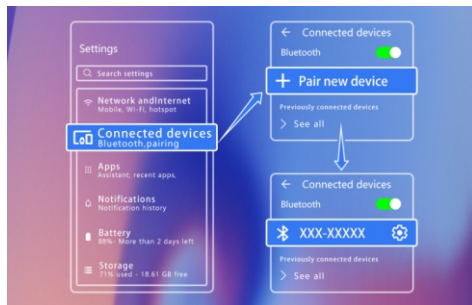 Settings
Search settings
Network andInternet
Mobile, Wi-Fi, hotspot
Connected devices
Bluetooth,pairing
Apps
Assistant, recent apps,
Notifications
Notification history
Battery
88%- More than 2 days left
Storage
71% used - 18.61 GB free
Connected devices
Bluetooth
+ Pair new device
Previously connected devices
> See all
Connected devices
Bluetooth
XXX-XXXXX
Previously connected devices
> See all